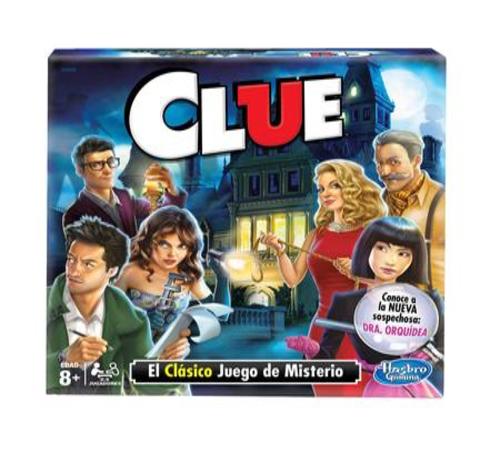 CLUE
Conoce a
la NUEVA
sospechosa:
DRA. ORQUÍDEA
EDAD
8+
JUGADORES
El Clásico Juego de Misterio
Hasbro
Gaming